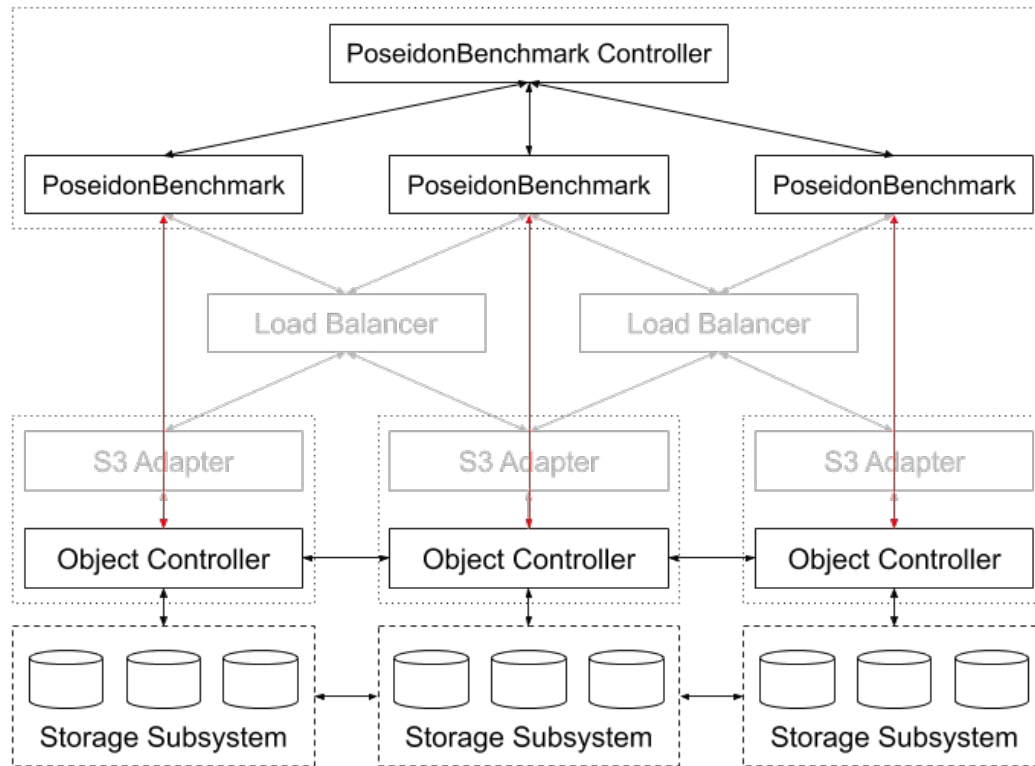 PoseidonBenchmark Controller
PoseidonBenchmark
PoseidonBenchmark
PoseidonBenchmark
Load Balancer
Load Balancer
S3 Adapter
S3 Adapter
S3 Adapter
Object Controller
Object Controller
Object Controller
Storage Subsystem
Storage Subsystem
Storage Subsystem